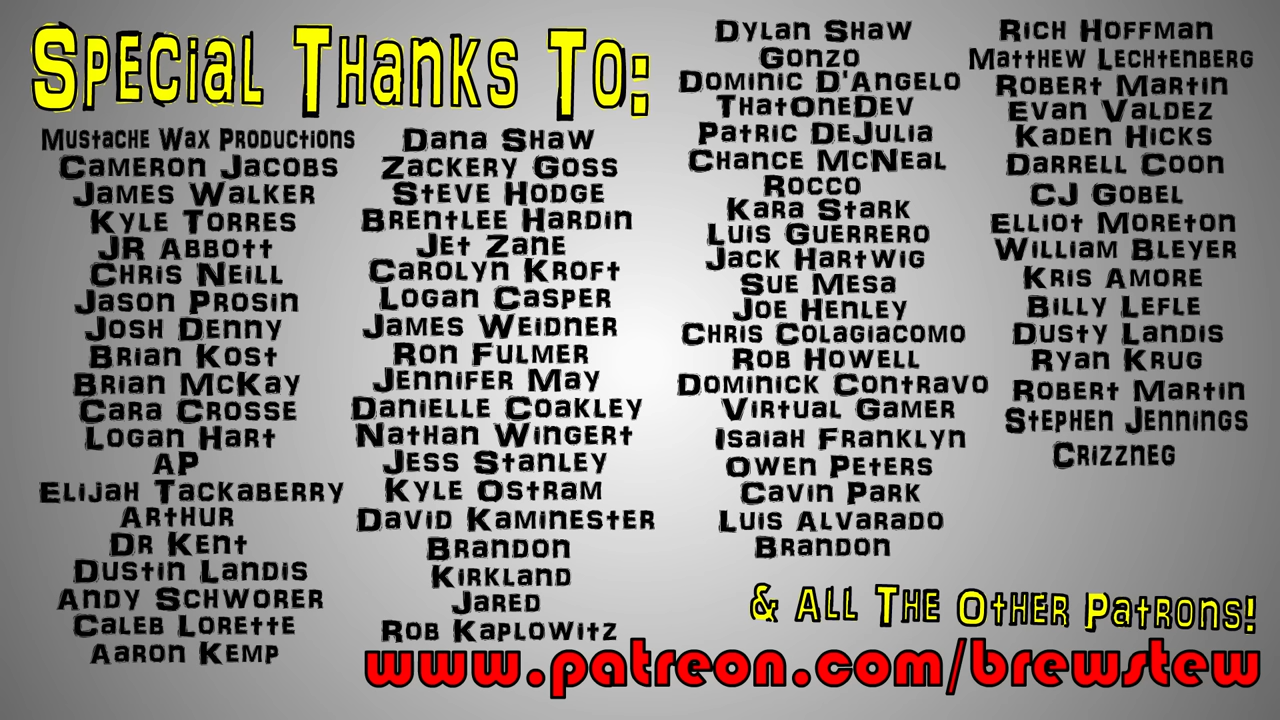 Special Thanks To:
Mustache Wax Productions
Cameron Jacobs
James Walker
Kyle Torres
JR Abbott
Chris Neill
Jason Prosin
Josh Denny
Brian Kost
Brian McKay
Cara Crosse
Logan Hart
AP
Elijah Tackaberry
Arthur
Dr Kent
Dustin Landis
Andy Schworer
Caleb Lorette
Aaron Kemp
Dana Shaw
Zackery Goss
Steve Hodge
Brentlee Hardin
Jet Zane
Carolyn Kroft
Logan Casper
James Weidner
Ron Fulmer
Jennifer May
Danielle Coakley
Nathan Wingert
Jess Stanley
Kyle Ostram
David Kaminester
Brandon
Kirkland
Jared
Rob Kaplowitz
Dylan Shaw
Gonzo
Dominic D'Angelo
ThatOneDev
Patric DeJulia
Chance McNeal
Rocco
Kara Stark
Luis Guerrero
Jack Hartwig
Sue Mesa
Joe Henley
Chris Colagiacomo
Rob Howell
Dominick Contravo
Virtual Gamer
Isaiah Franklyn
Owen Peters
Cavin Park
Luis Alvarado
Brandon
Rich Hoffman
Matthew Lechtenberg
Robert Martin
Evan Valdez
Kaden Hicks
Darrell Coon
CJ Gobel
Elliot Moreton
William Bleyer
Kris Amore
Billy Lefle
Dusty Landis
Ryan Krug
Robert Martin
Stephen Jennings
Crizzneg
& All The Other Patrons!
www.patreon.com/brewstew